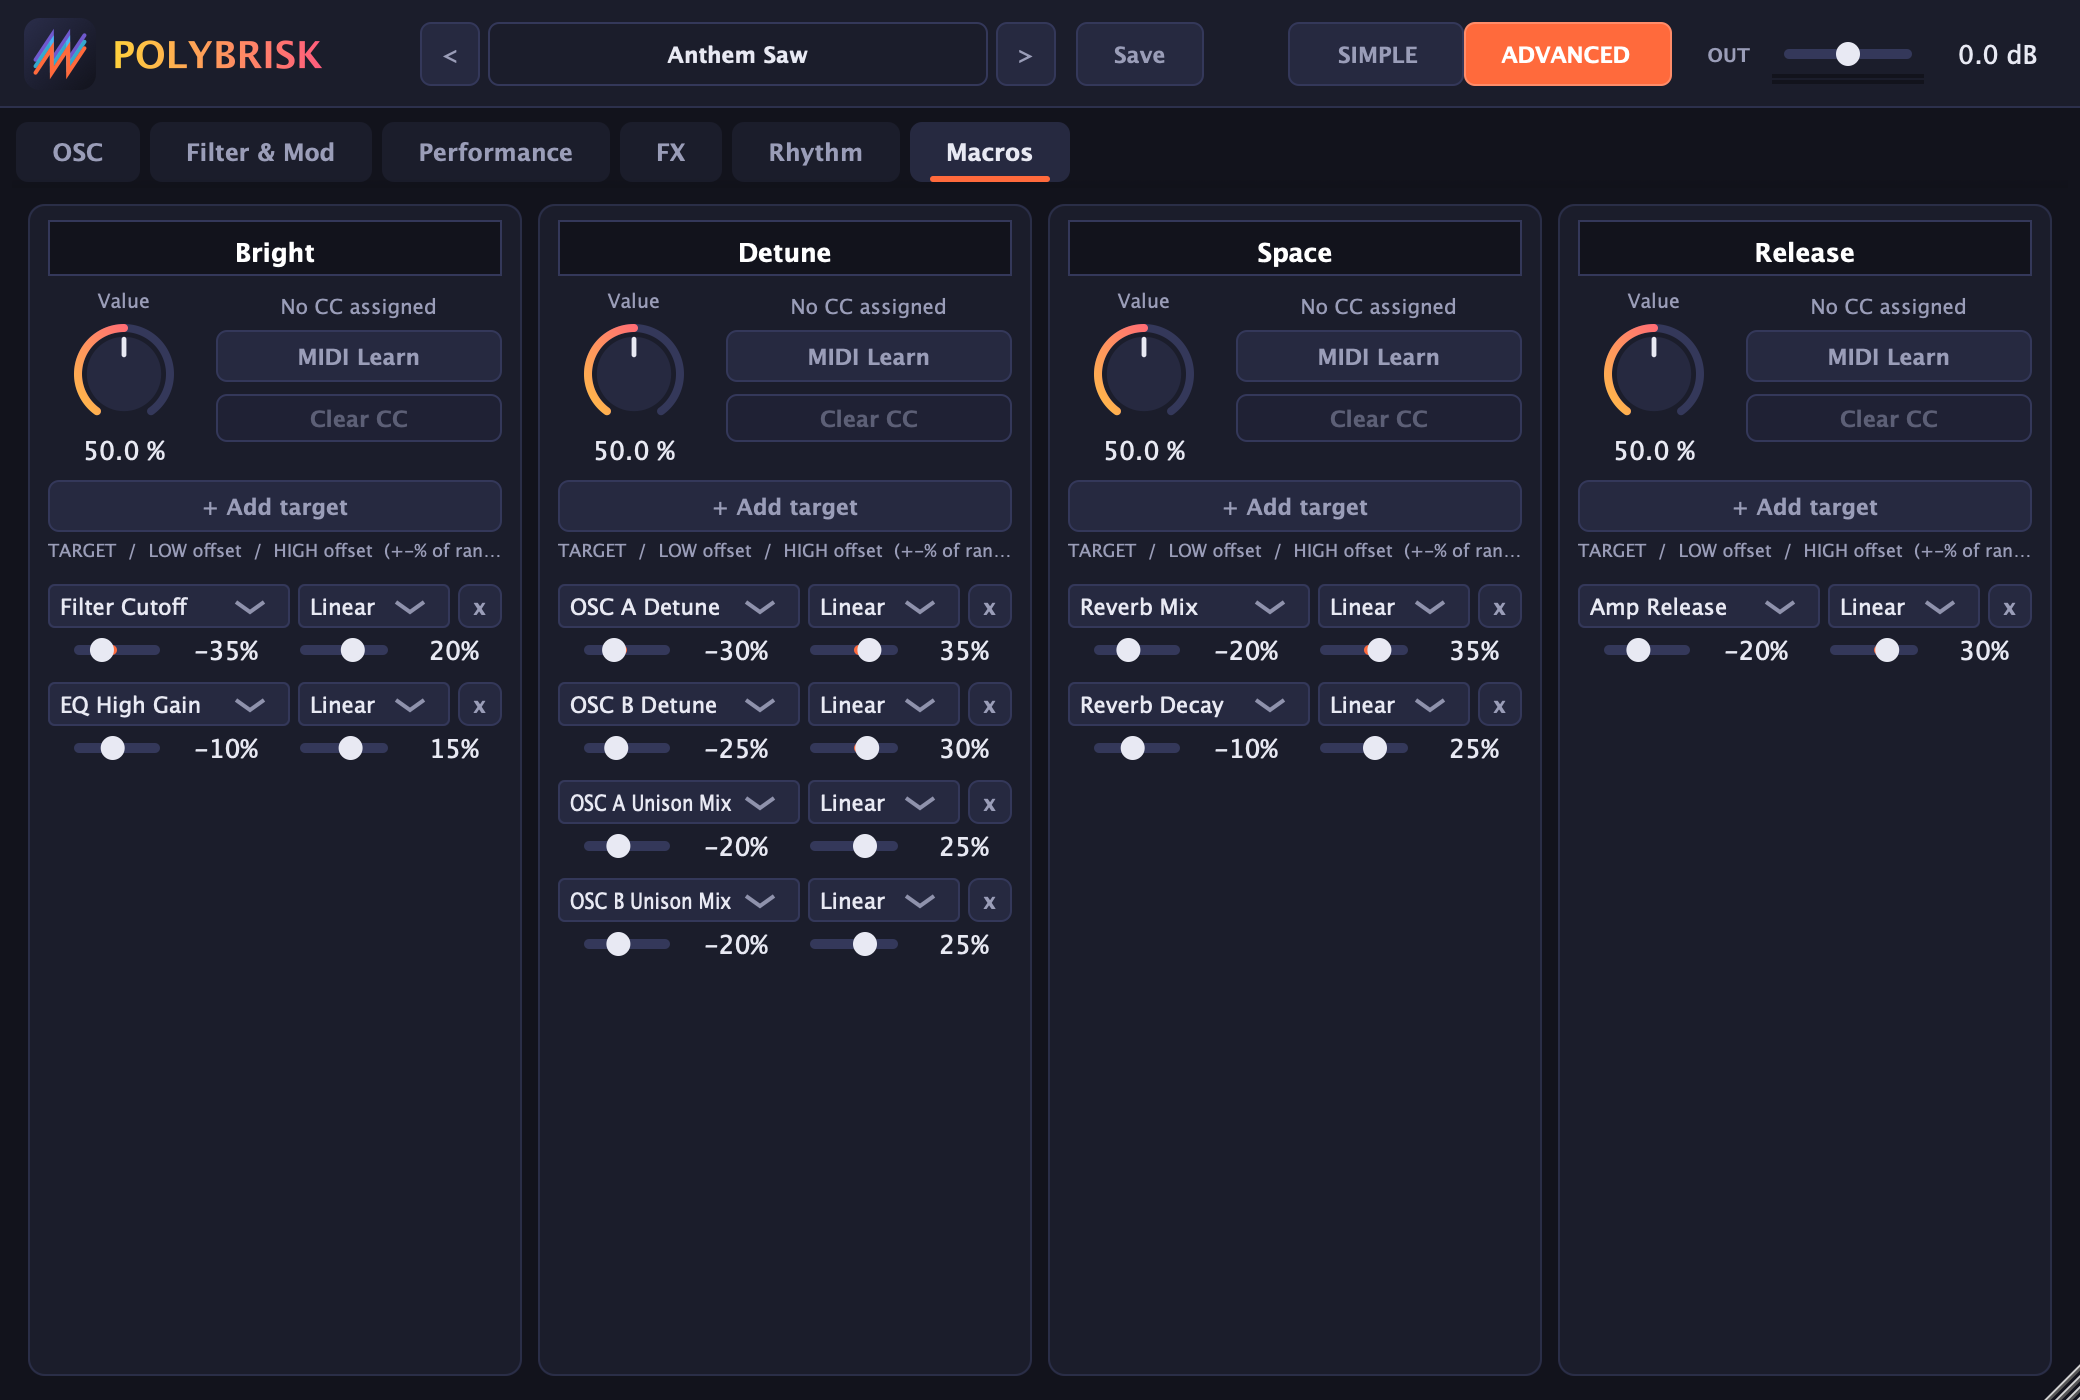 POLYBRISK
< Anthem Saw > Save SIMPLE ADVANCED OUT 0.0 dB
OSC Filter & Mod Performance FX Rhythm Macros
Bright
Value
No CC assigned
MIDI Learn
Clear CC
50.0 %
+ Add target
TARGET / LOW offset / HIGH offset (+-% of ran...
Filter Cutoff Linear x
-35% 20%
EQ High Gain Linear x
-10% 15%
Detune
Value
No CC assigned
MIDI Learn
Clear CC
50.0 %
+ Add target
TARGET / LOW offset / HIGH offset (+-% of ran...
OSC A Detune Linear x
-30% 35%
OSC B Detune Linear x
-25% 30%
OSC A Unison Mix Linear x
-20% 25%
OSC B Unison Mix Linear x
-20% 25%
Space
Value
No CC assigned
MIDI Learn
Clear CC
50.0 %
+ Add target
TARGET / LOW offset / HIGH offset (+-% of ran...
Reverb Mix Linear x
-20% 35%
Reverb Decay Linear x
-10% 25%
Release
Value
No CC assigned
MIDI Learn
Clear CC
50.0 %
+ Add target
TARGET / LOW offset / HIGH offset (+-% of ran...
Amp Release Linear x
-20% 30%